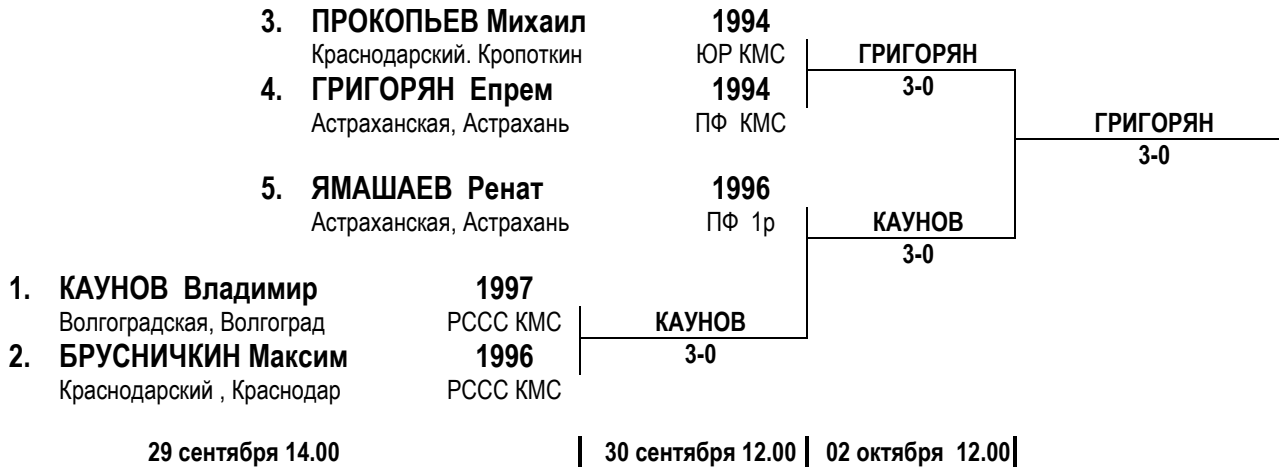 3. ПРОКОПЬЕВ Михаил 1994
Краснодарский. Кропоткин ЮР КМС ГРИГОРЯН
4. ГРИГОРЯН Епрем 1994 3-0
Астраханская, Астрахань ПФ КМС ГРИГОРЯН
3-0
5. ЯМАШАЕВ Ренат 1996
Астраханская, Астрахань ПФ 1р КАУНОВ
3-0
1. КАУНОВ Владимир 1997
Волгоградская, Волгоград РССС КМС КАУНОВ
2. БРУСНИЧКИН Максим 1996 3-0
Краснодарский , Краснодар РССС КМС
29 сентября 14.00 30 сентября 12.00 02 октября 12.00